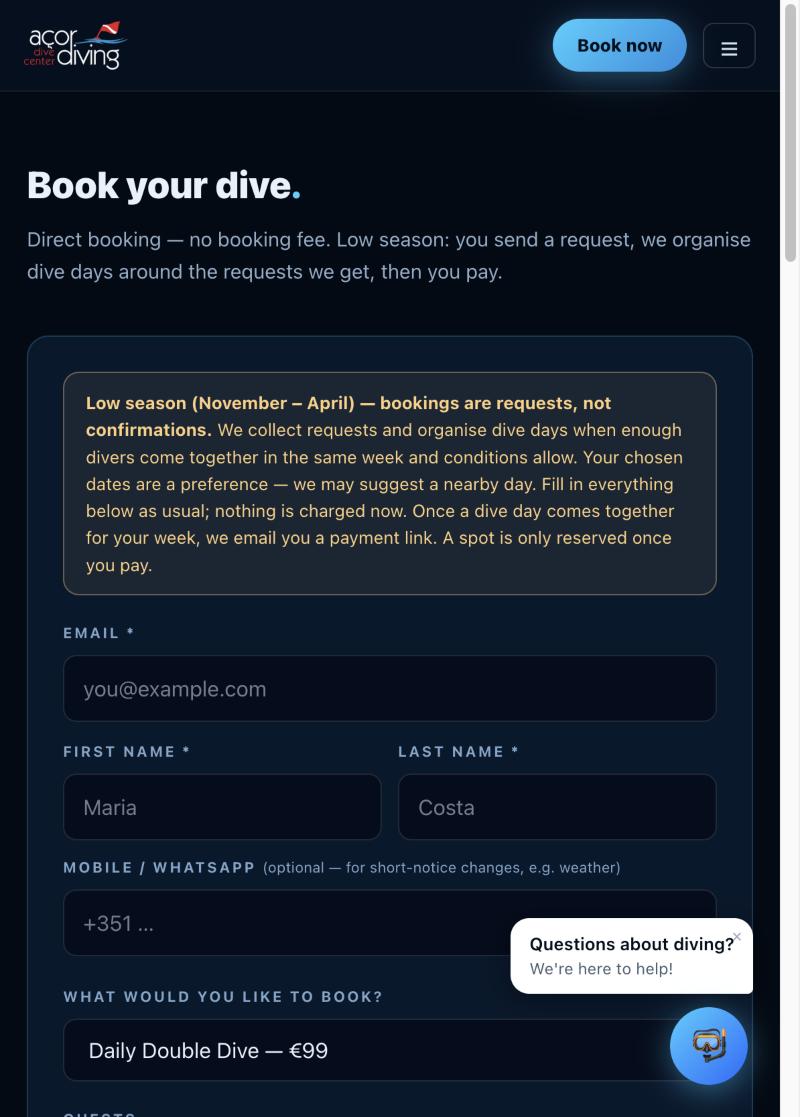 açor
dive
center diving
Book now
Book your dive.
Direct booking — no booking fee. Low season: you send a request, we organise
dive days around the requests we get, then you pay.
Low season (November – April) — bookings are requests, not
confirmations. We collect requests and organise dive days when enough
divers come together in the same week and conditions allow. Your chosen
dates are a preference — we may suggest a nearby day. Fill in everything
below as usual; nothing is charged now. Once a dive day comes together
for your week, we email you a payment link. A spot is only reserved once
you pay.
EMAIL *
you@example.com
FIRST NAME * LAST NAME *
Maria Costa
MOBILE / WHATSAPP (optional — for short-notice changes, e.g. weather)
+351 ...
Questions about diving? ×
We're here to help!
WHAT WOULD YOU LIKE TO BOOK?
Daily Double Dive — €99
GUESTS